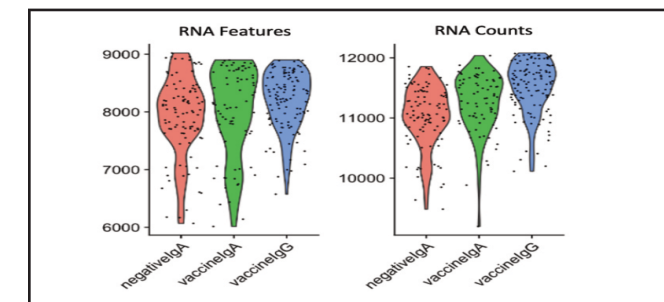 RNA Features
RNA Counts
9000
8000
7000
6000
negativeIgA
vaccineIgA
vaccineIgG
12000
11000
10000
negativeIgA
vaccineIgA
vaccineIgG